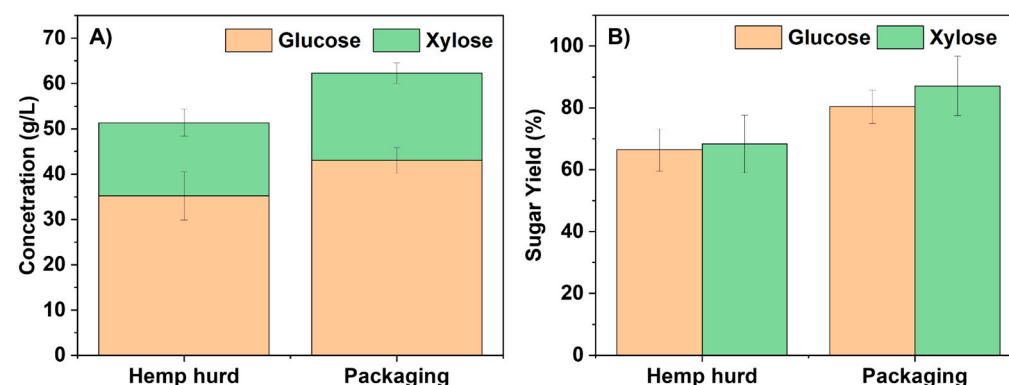 A)
Glucose
Xylose
Concetration (g/L)
70
60
50
40
30
20
10
0
Hemp hurd
Packaging
B)
Glucose
Xylose
Sugar Yield (%)
100
80
60
40
20
0
Hemp hurd
Packaging